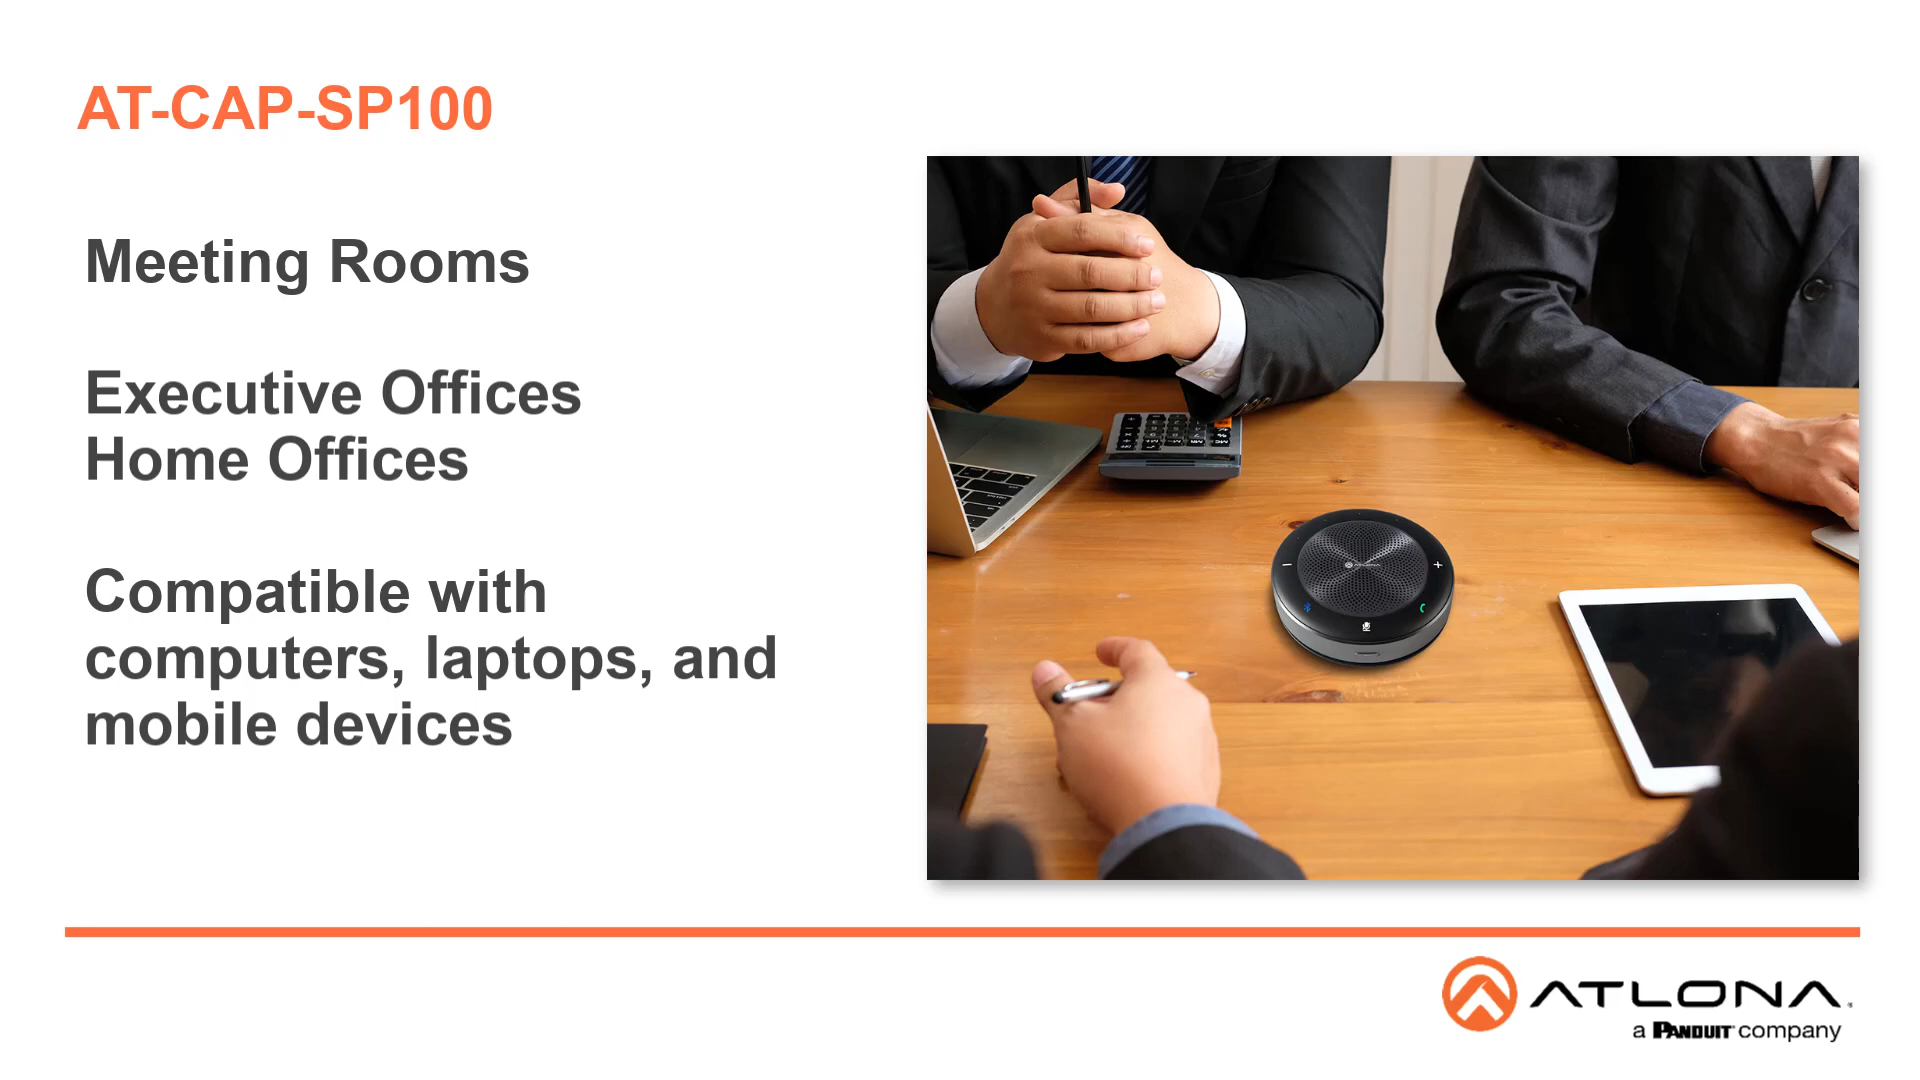 AT-CAP-SP100
Meeting Rooms
Executive Offices
Home Offices
Compatible with
computers, laptops, and
mobile devices
ATLONA
a PANDUIT company